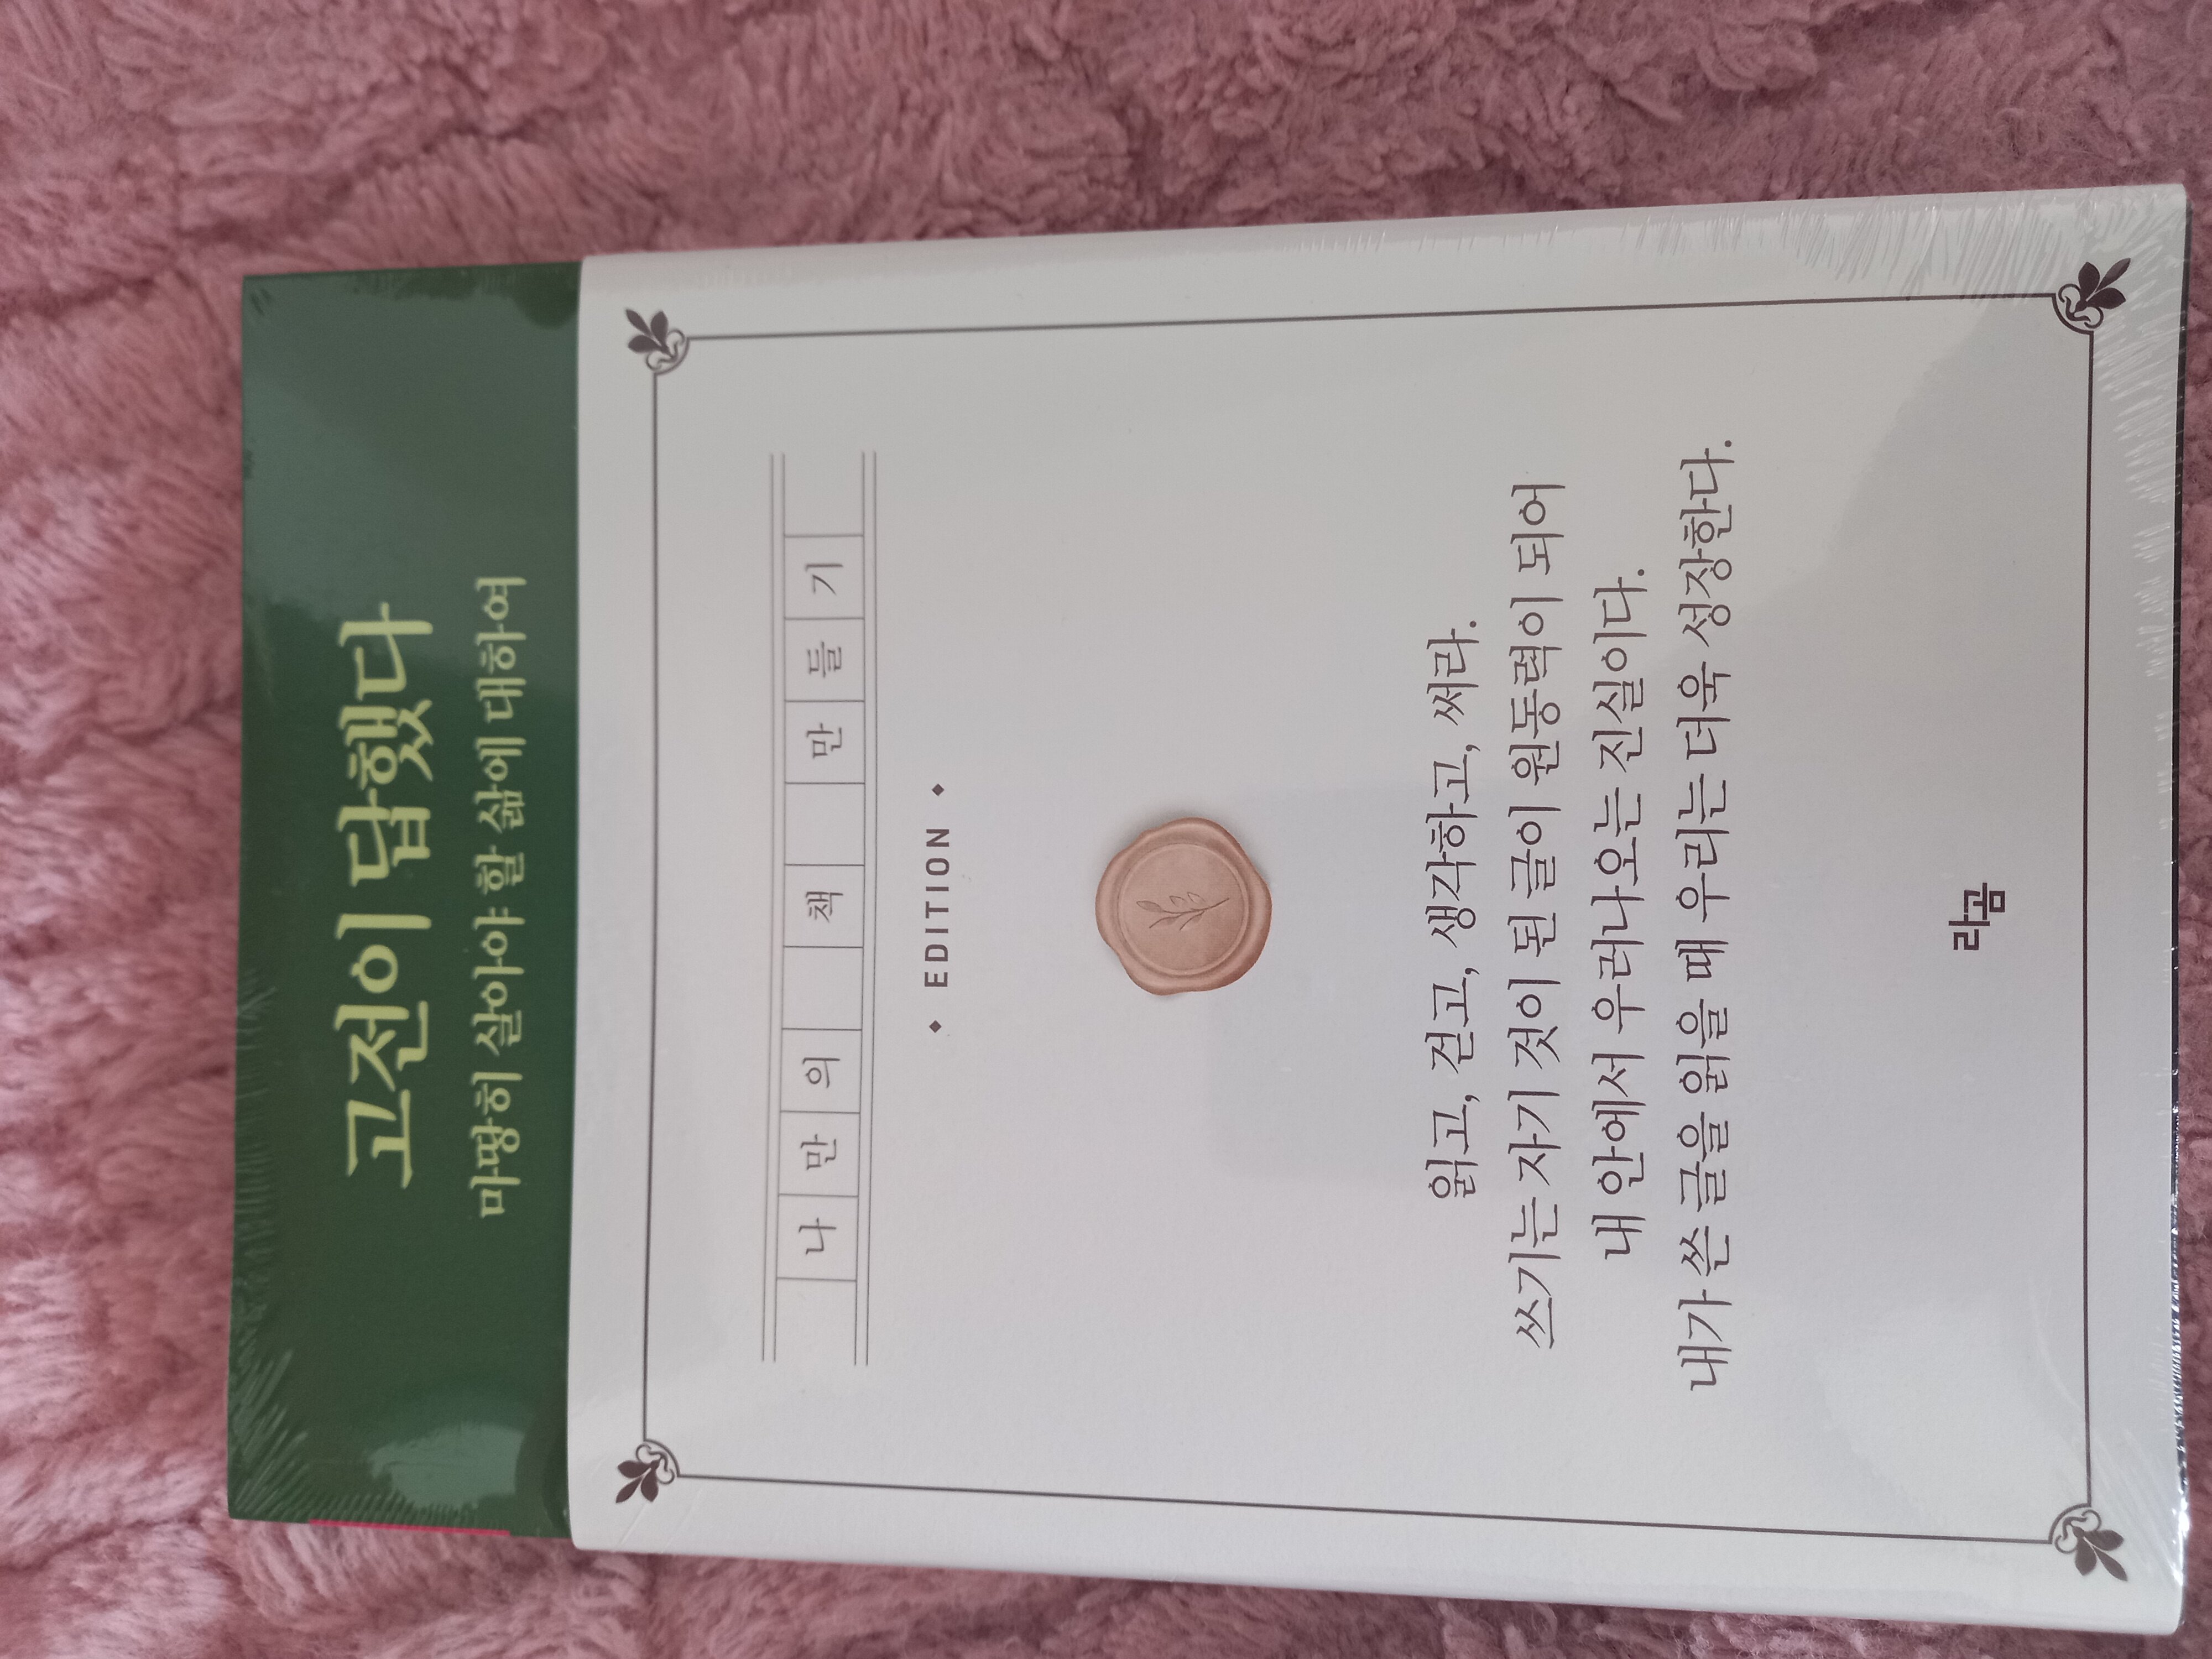 고전이 답했다
마땅히 살아야 할 삶에 대하여
나만의 책 만들기
EDITION
읽고, 걷고, 생각하고, 써라.
쓰기는 자기 것이 된 글이 원동력이 되어
내 안에서 우러나오는 진실이다.
내가 쓴 글을 읽을 때 우리는 더욱 성장한다.
라곰